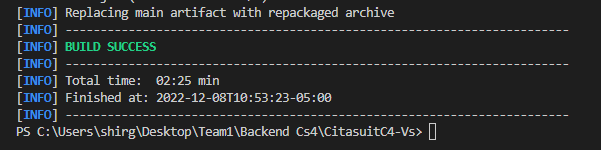 [INFO] Replacing main artifact with repackaged archive
[INFO] ------------------------------------------------------------------------
[INFO] BUILD SUCCESS
[INFO] ------------------------------------------------------------------------
[INFO] Total time:  02:25 min
[INFO] Finished at: 2022-12-08T10:53:23-05:00
[INFO] ------------------------------------------------------------------------
PS C:\Users\shirg\Desktop\Team1\Backend Cs4\CitasuitC4-Vs>